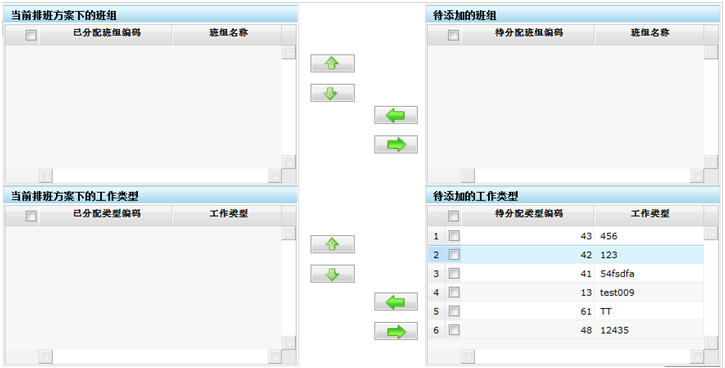 当前排班方案下的班组
已分配班组编码 班组名称
待添加的班组
待分配班组编码 班组名称
当前排班方案下的工作类型
已分配类型编码 工作类型
待添加的工作类型
待分配类型编码 工作类型
1 43 456
2 42 123
3 41 54fsdfa
4 13 test009
5 61 TT
6 48 12435